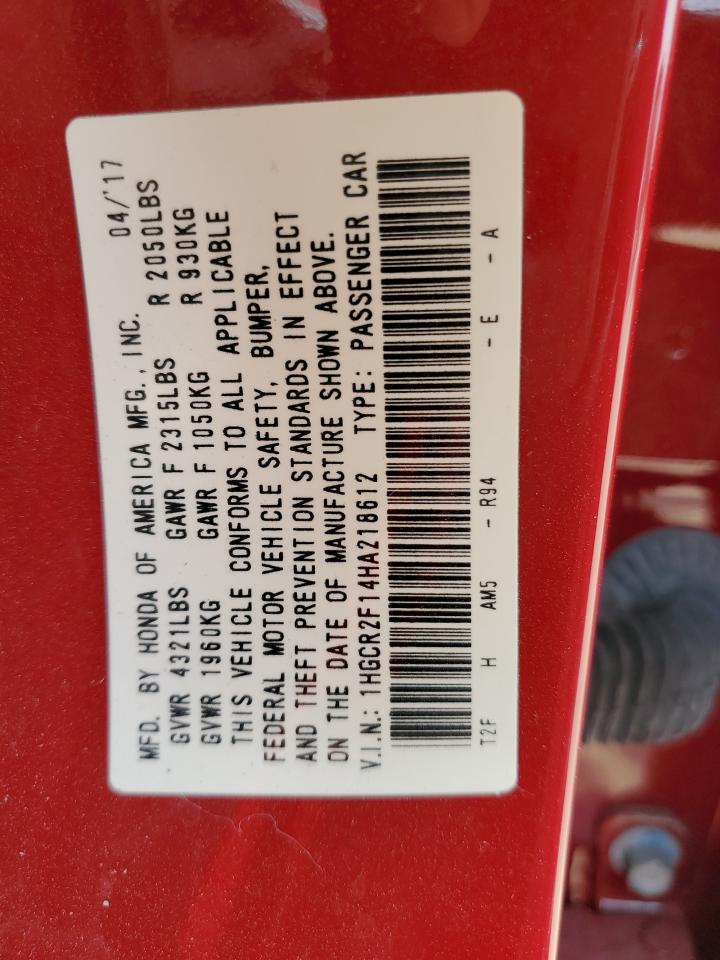 MFD. BY HONDA OF AMERICA MFG., INC. 04/'17
GVWR 4321LBS GAWR F 2315LBS R 2050LBS
GVWR 1960KG GAWR F 1050KG R 930KG
THIS VEHICLE CONFORMS TO ALL APPLICABLE
FEDERAL MOTOR VEHICLE SAFETY, BUMPER,
AND THEFT PREVENTION STANDARDS IN EFFECT
ON THE DATE OF MANUFACTURE SHOWN ABOVE.
V.I.N.: 1HGCR2F14HA218612 TYPE: PASSENGER CAR
T2F H AM5 - R94 - E - A